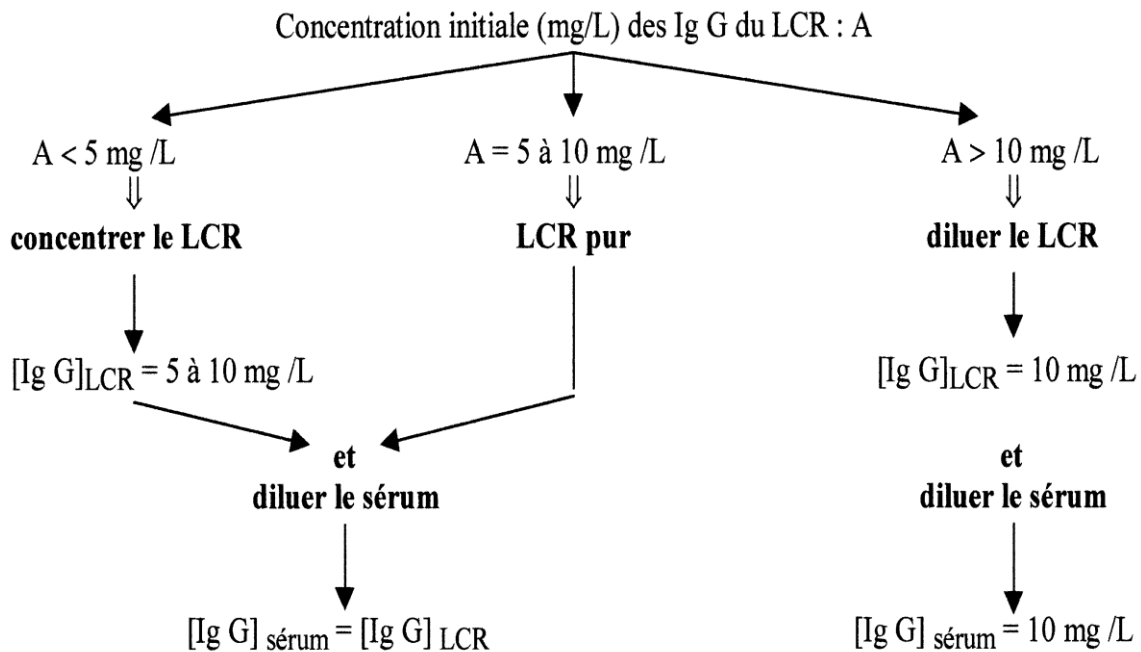 Concentration initiale (mg/L) des Ig G du LCR : A
A < 5 mg /L
A = 5 à 10 mg /L
A > 10 mg /L
⇓
⇓
⇓
concentrer le LCR
LCR pur
diluer le LCR
[Ig G]LCR = 5 à 10 mg /L
[Ig G]LCR = 10 mg /L
et
diluer le sérum
et
diluer le sérum
[Ig G] sérum = [Ig G] LCR
[Ig G] sérum = 10 mg /L